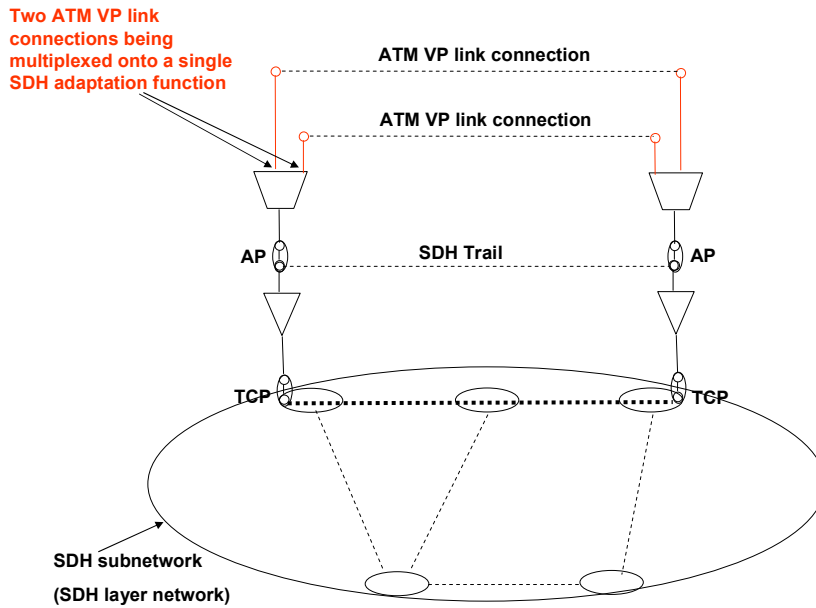 Two ATM VP link
connections being
multiplexed onto a single
SDH adaptation function
ATM VP link connection
ATM VP link connection
AP
SDH Trail
AP
TCP
TCP
SDH subnetwork
(SDH layer network)